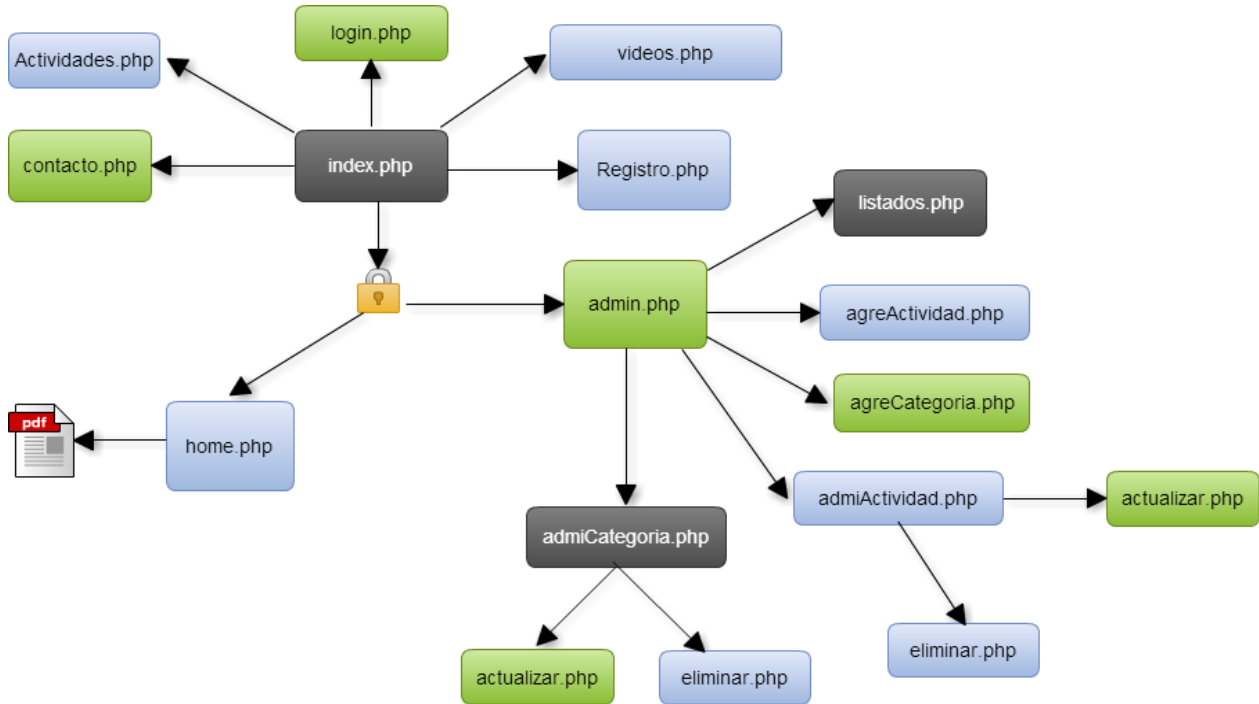 login.php
Actividades.php
videos.php
contacto.php
index.php
Registro.php
listados.php
admin.php
agreActividad.php
agreCategoria.php
pdf
home.php
admiActividad.php
actualizar.php
admiCategoria.php
eliminar.php
actualizar.php
eliminar.php